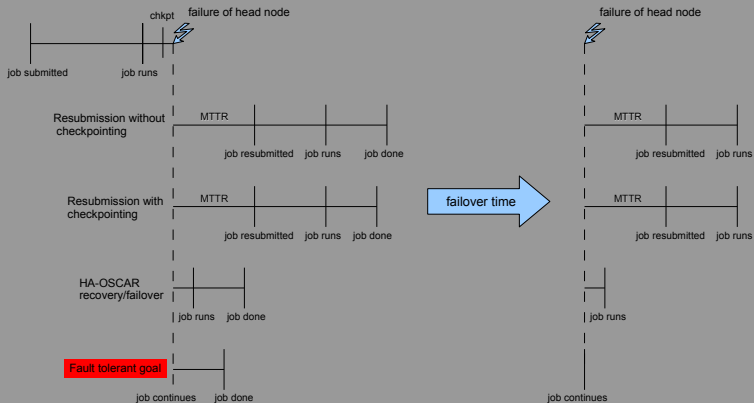 chkpt
failure of head node
failure of head node
job submitted
job runs
Resubmission without
checkpointing
MTTR
job resubmitted
job runs
job done
MTTR
job resubmitted
job runs
Resubmission with
checkpointing
MTTR
job resubmitted
job runs
job done
failover time
MTTR
job resubmitted
job runs
HA-OSCAR
recovery/failover
job runs
job done
job runs
Fault tolerant goal
job continues
job done
job continues